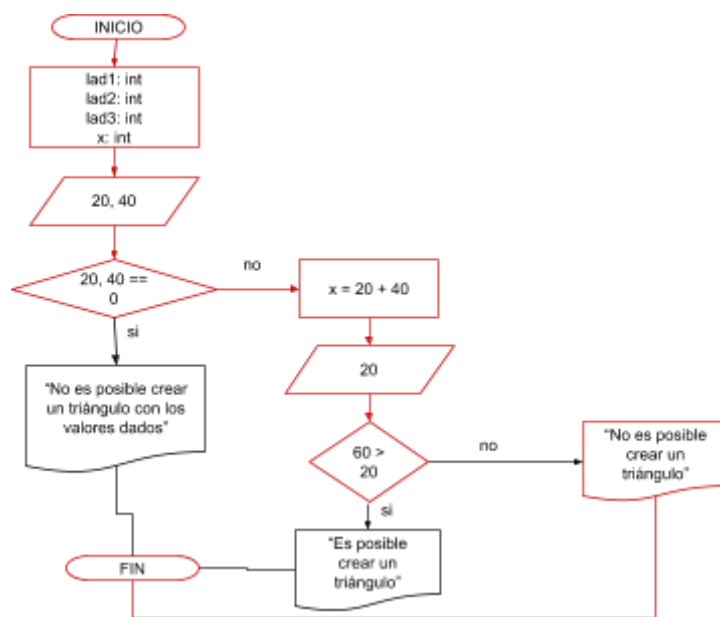 INICIO
lad1: int
lad2: int
lad3: int
x: int
20, 40
20, 40 ==
0
no
x = 20 + 40
si
20
"No es posible crear
un triángulo con los
valores dados"
60 >
20
no
"No es posible
crear un
triángulo"
si
"Es posible
crear un
triángulo"
FIN